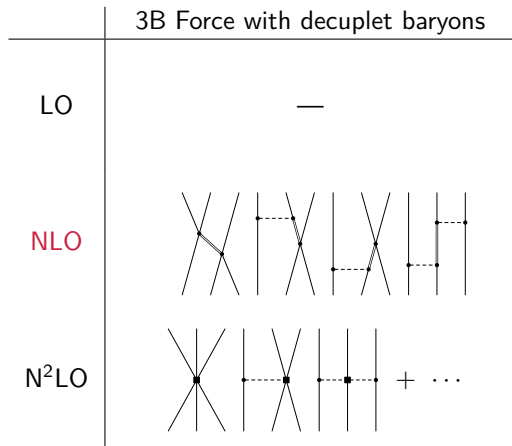 3B Force with decuplet baryons
LO —
NLO
N²LO + ···